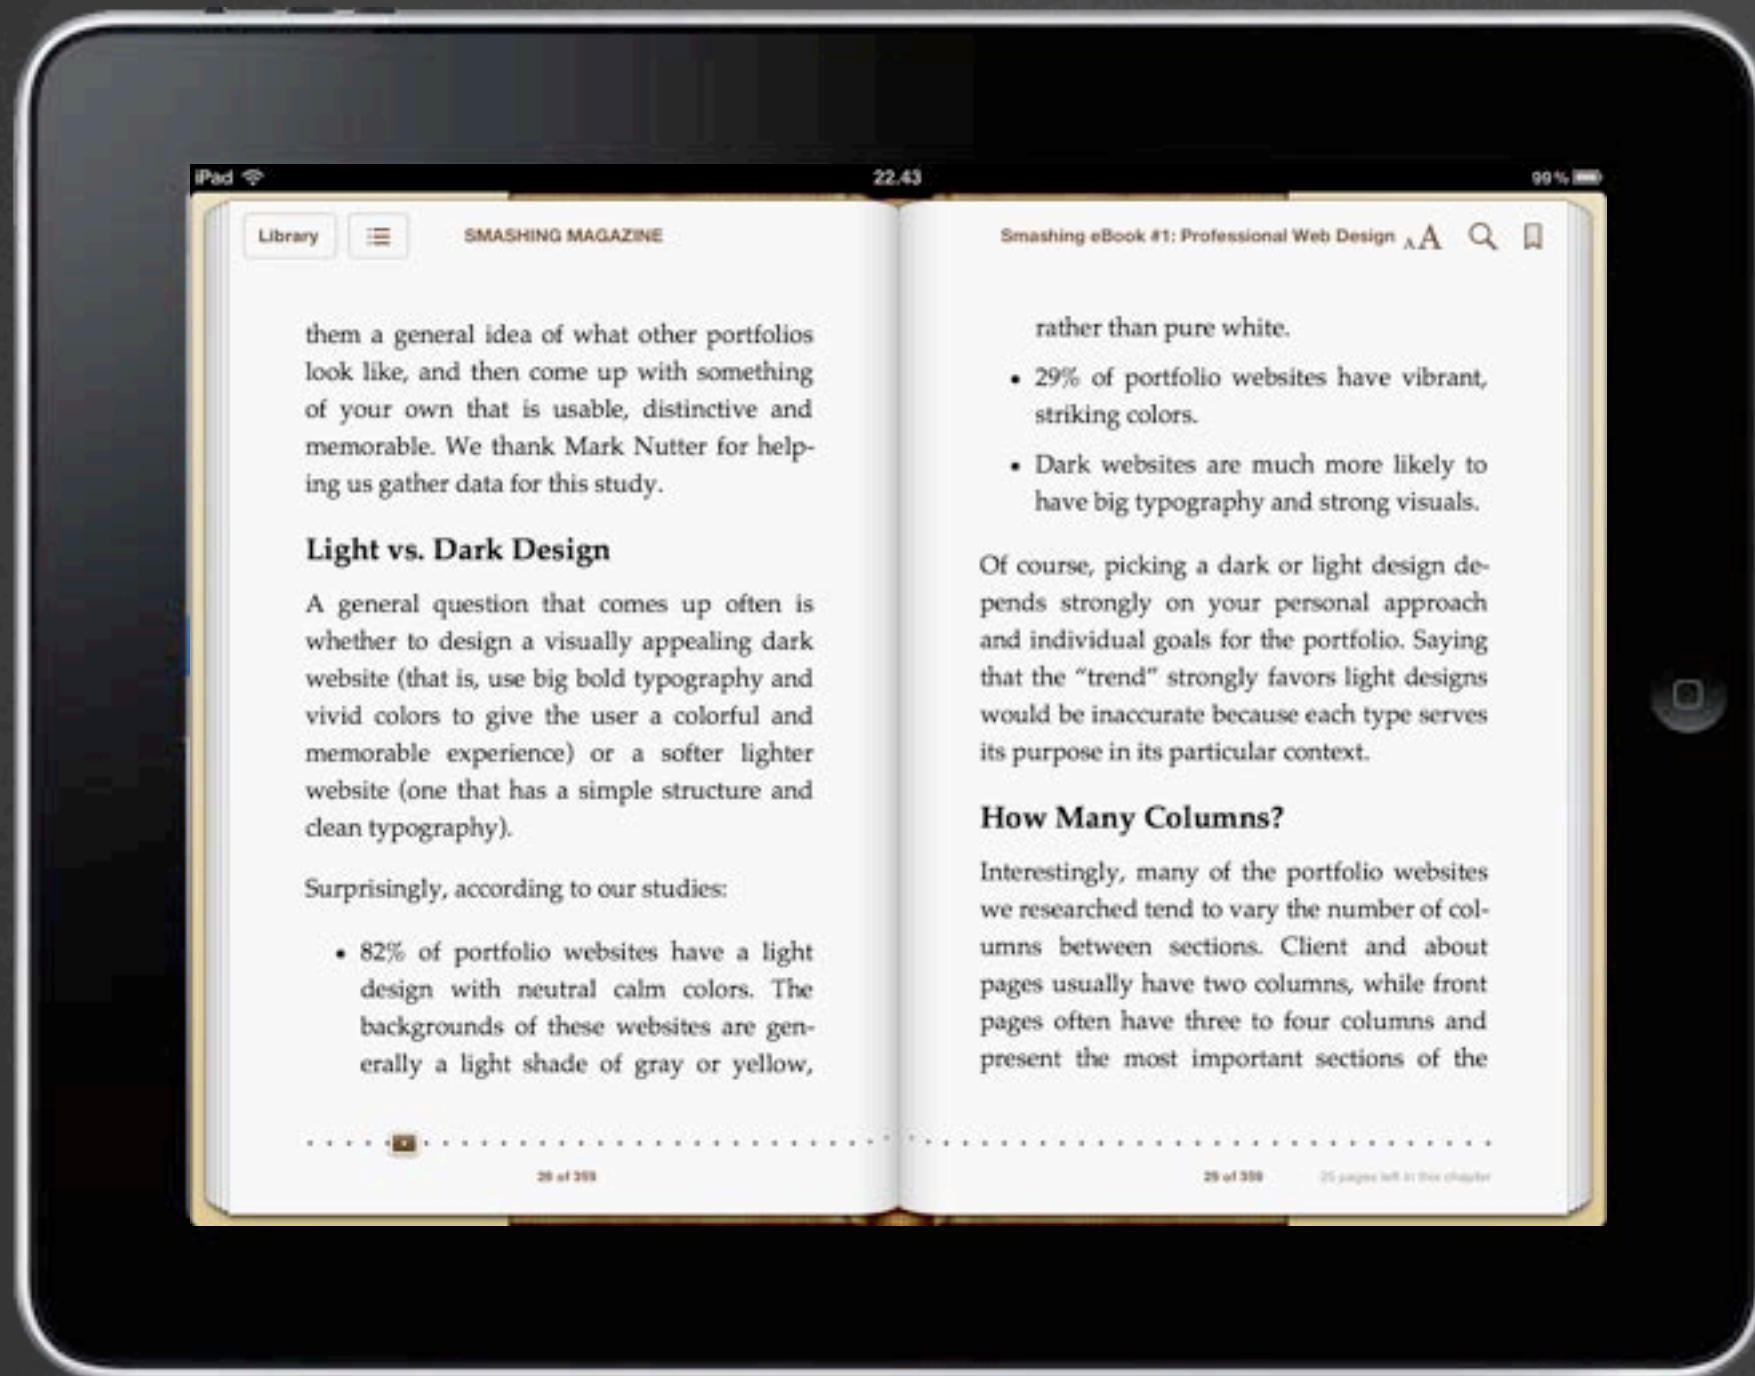 iPad
22.43
99%
Library
SMASHING MAGAZINE
them a general idea of what other portfolios
look like, and then come up with something
of your own that is usable, distinctive and
memorable. We thank Mark Nutter for help-
ing us gather data for this study.
Light vs. Dark Design
A general question that comes up often is
whether to design a visually appealing dark
website (that is, use big bold typography and
vivid colors to give the user a colorful and
memorable experience) or a softer lighter
website (one that has a simple structure and
clean typography).
Surprisingly, according to our studies:
• 82% of portfolio websites have a light
design with neutral calm colors. The
backgrounds of these websites are gen-
erally a light shade of gray or yellow,
Smashing eBook #1: Professional Web Design
AA
rather than pure white.
• 29% of portfolio websites have vibrant,
striking colors.
• Dark websites are much more likely to
have big typography and strong visuals.
Of course, picking a dark or light design de-
pends strongly on your personal approach
and individual goals for the portfolio. Saying
that the “trend” strongly favors light designs
would be inaccurate because each type serves
its purpose in its particular context.
How Many Columns?
Interestingly, many of the portfolio websites
we researched tend to vary the number of col-
umns between sections. Client and about
pages usually have two columns, while front
pages often have three to four columns and
present the most important sections of the
29 of 359
25 pages left in this chapter